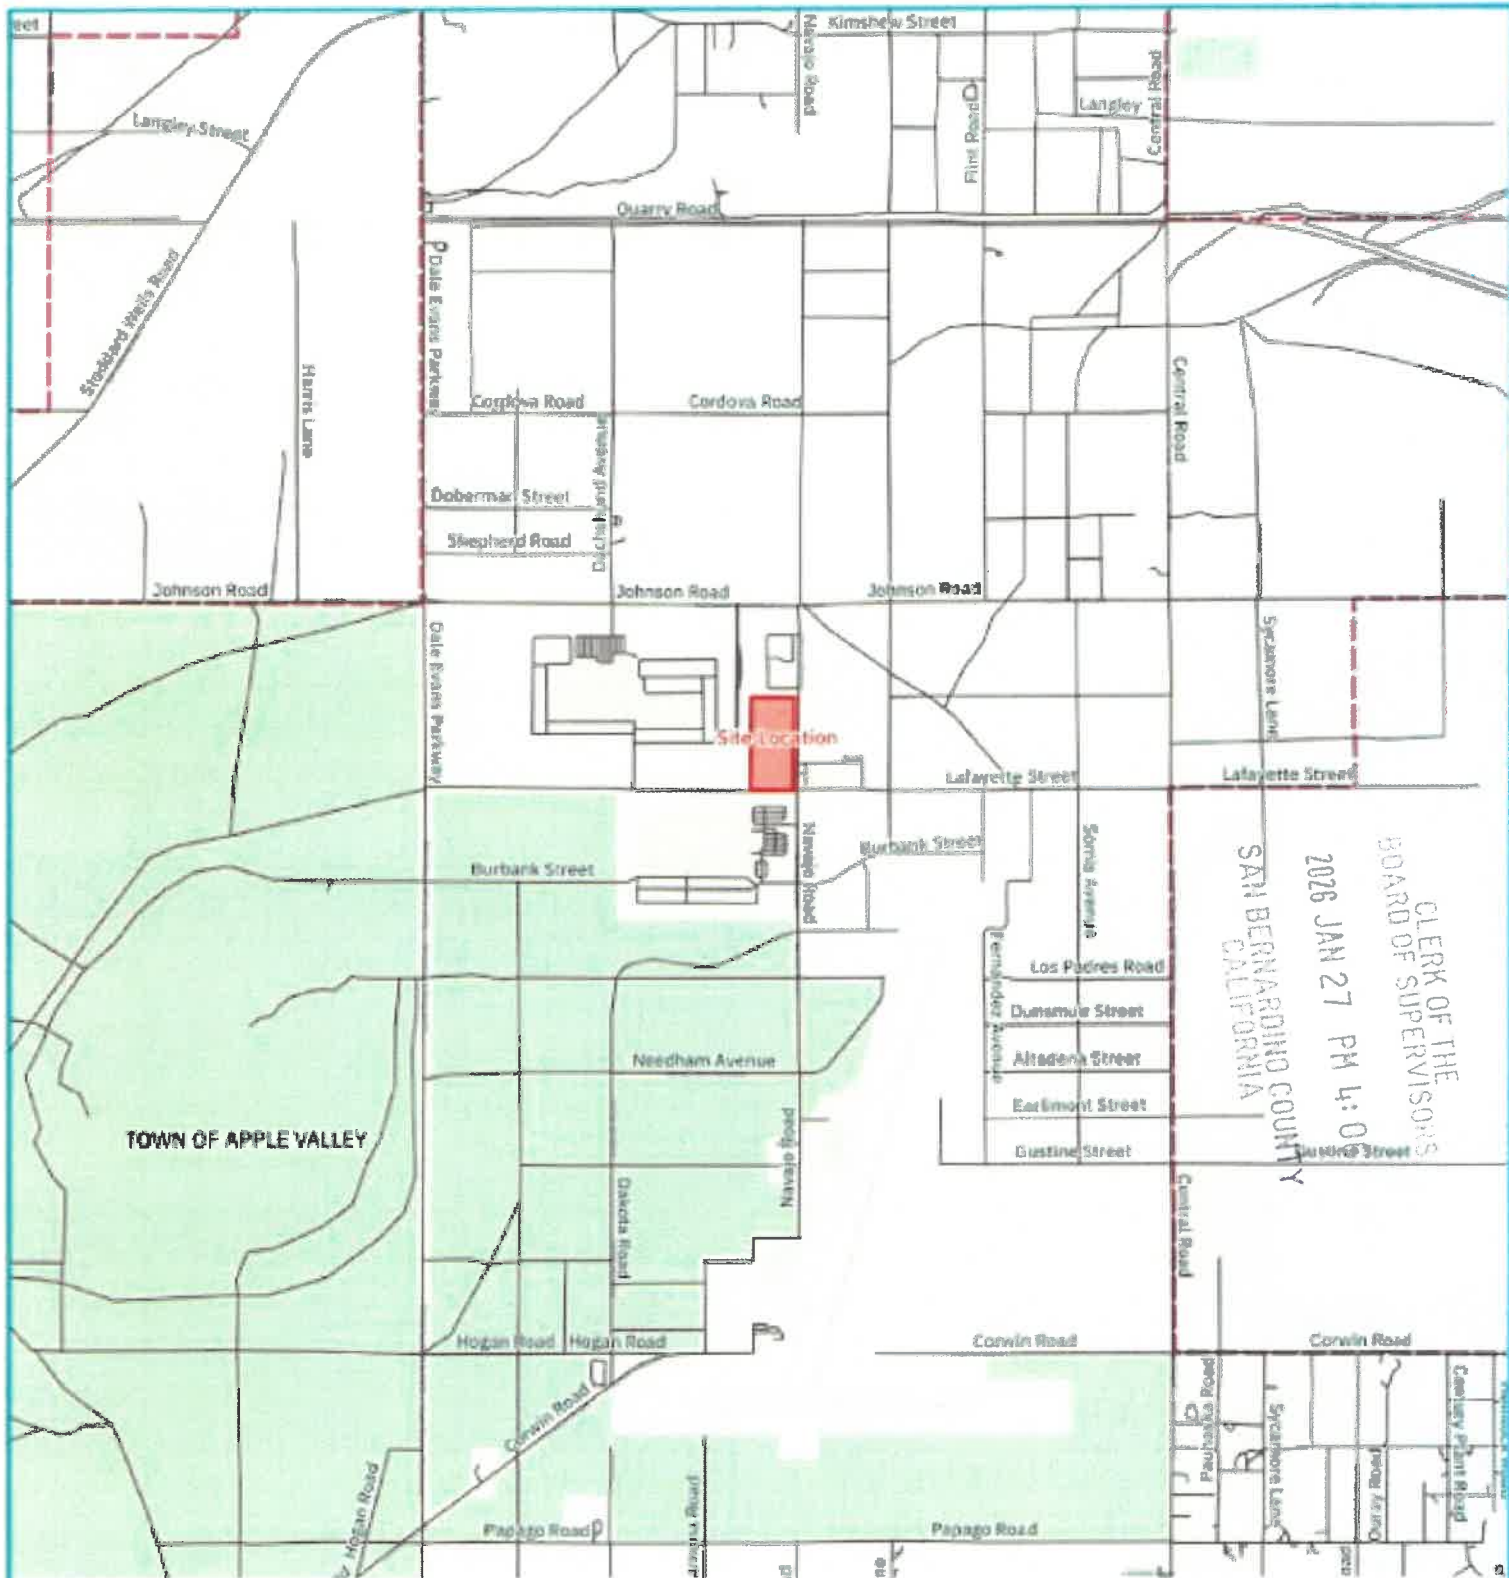 eet
Kimshew Street
Navajo Road
Central Road
Langley
Flint Road
Langley Street
Quarry Road
Stoddard Wells Road
Dale Evans Parkway
Harris Lane
Central Road
Cordova Road
Cordova Road
Dachshund Avenue
Doberman Street
Shepherd Road
Johnson Road
Johnson Road
Johnson Road
Dale Evans Parkway
Sycamore Lane
Site Location
Lafayette Street
Lafayette Street
Navajo Road
Burbank Street
Sonia Avenue
Burbank Street
CLERK OF THE
BOARD OF SUPERVISORS
2026 JAN 27 PM 4:06
SAN BERNARDINO COUNTY
CALIFORNIA
Fernandez Avenue
Los Padres Road
Dunsmuir Street
Needham Avenue
Altadena Street
Earlimont Street
TOWN OF APPLE VALLEY
Navajo Road
Gustine Street
Gustine Street
Dakota Road
Central Road
Hogan Road
Hogan Road
Corwin Road
Corwin Road
Pauhaska Road
Sycamore Lane
Ouray Road
Century Plant Road
Corwin Road
Hogan Road
Papago Road
Papago Road